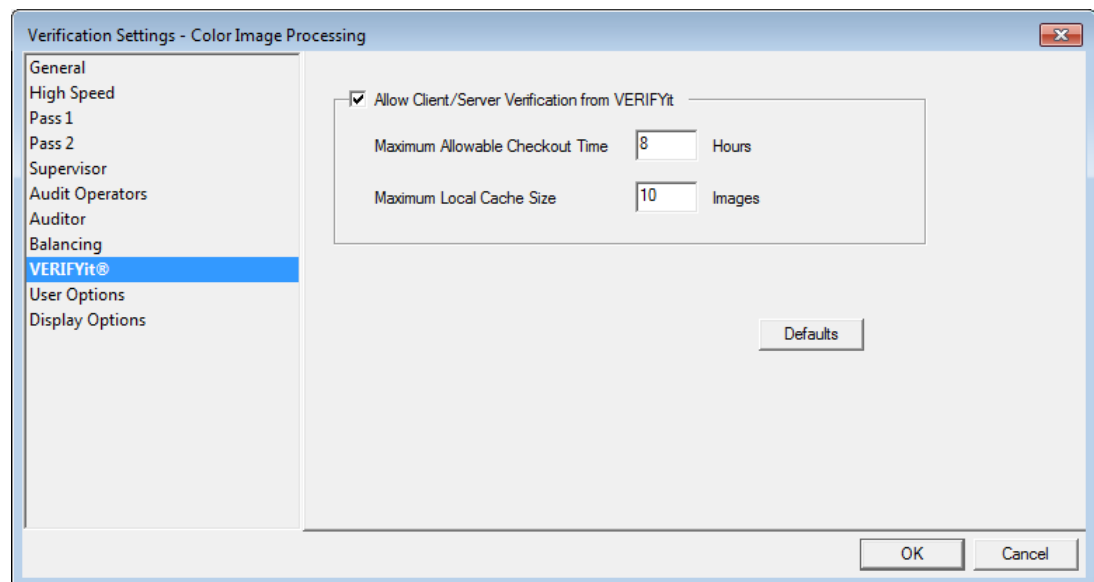 Verification Settings - Color Image Processing
General
High Speed
Pass 1
Pass 2
Supervisor
Audit Operators
Auditor
Balancing
VERIFYit®
User Options
Display Options
Allow Client/Server Verification from VERIFYit
Maximum Allowable Checkout Time 8 Hours
Maximum Local Cache Size 10 Images
Defaults
OK Cancel